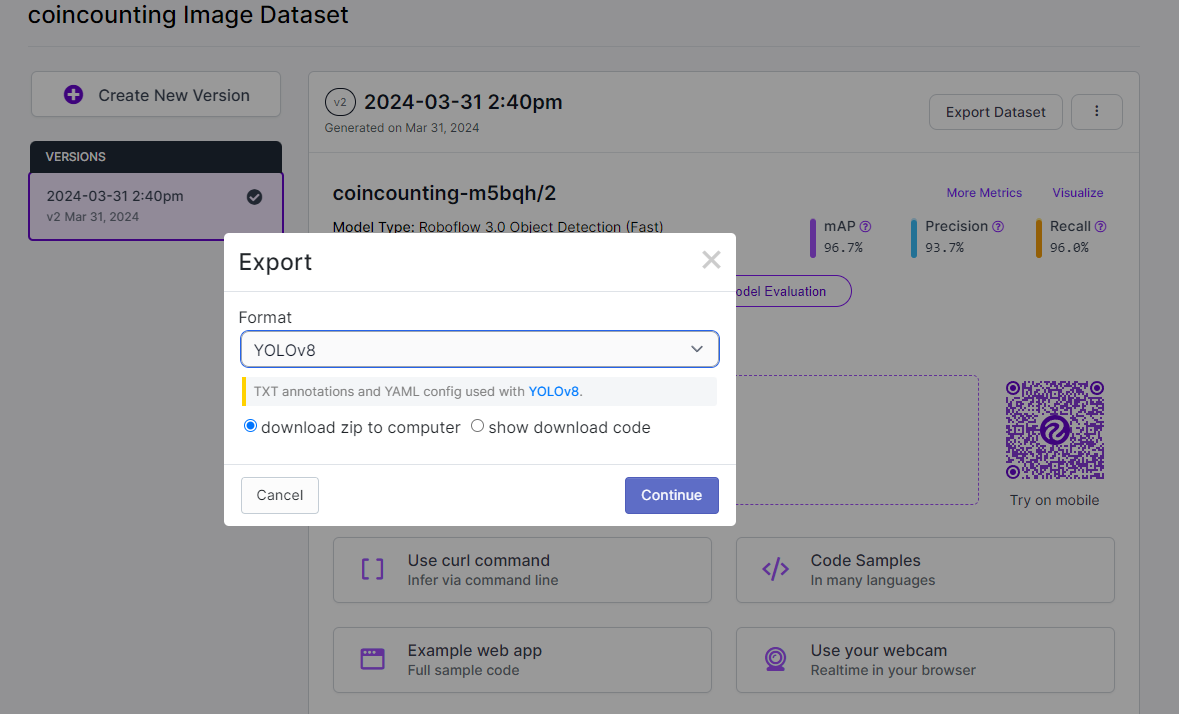 coincounting Image Dataset
Create New Version
VERSIONS
2024-03-31 2:40pm
v2 Mar 31, 2024
v2 2024-03-31 2:40pm
Generated on Mar 31, 2024
Export Dataset
coincounting-m5bqh/2
More Metrics Visualize
Model Type: Roboflow 3.0 Object Detection (Fast)
mAP
96.7%
Precision
93.7%
Recall
96.0%
Evaluation
Export
Format
YOLOv8
TXT annotations and YAML config used with YOLOv8.
download zip to computer show download code
Cancel Continue
Try on mobile
Use curl command
Infer via command line
Code Samples
In many languages
Example web app
Full sample code
Use your webcam
Realtime in your browser